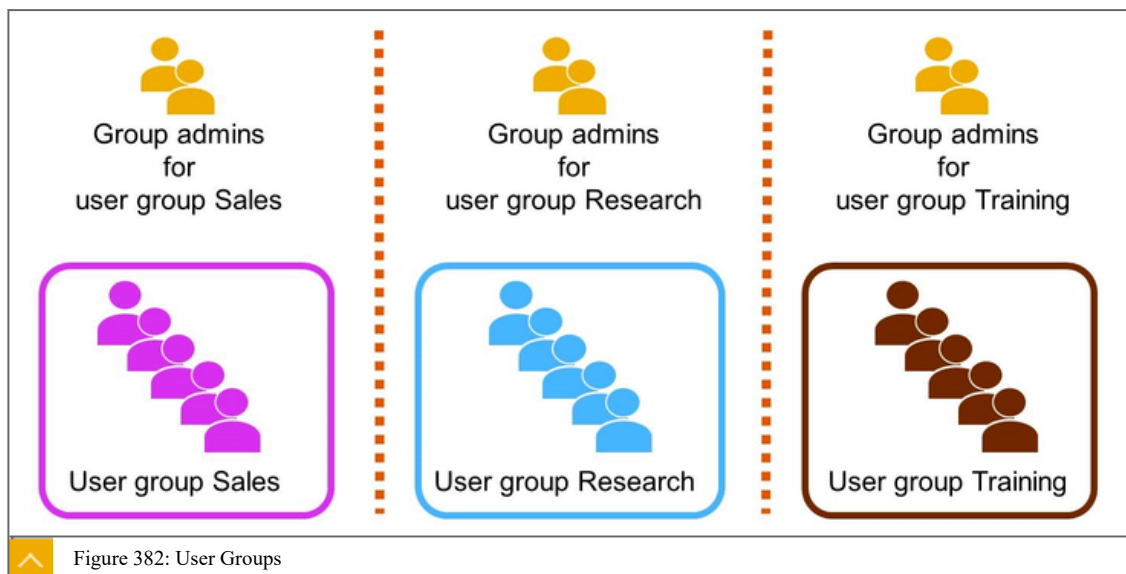 Group admins
for
user group Sales
Group admins
for
user group Research
Group admins
for
user group Training
User group Sales
User group Research
User group Training
Figure 382: User Groups